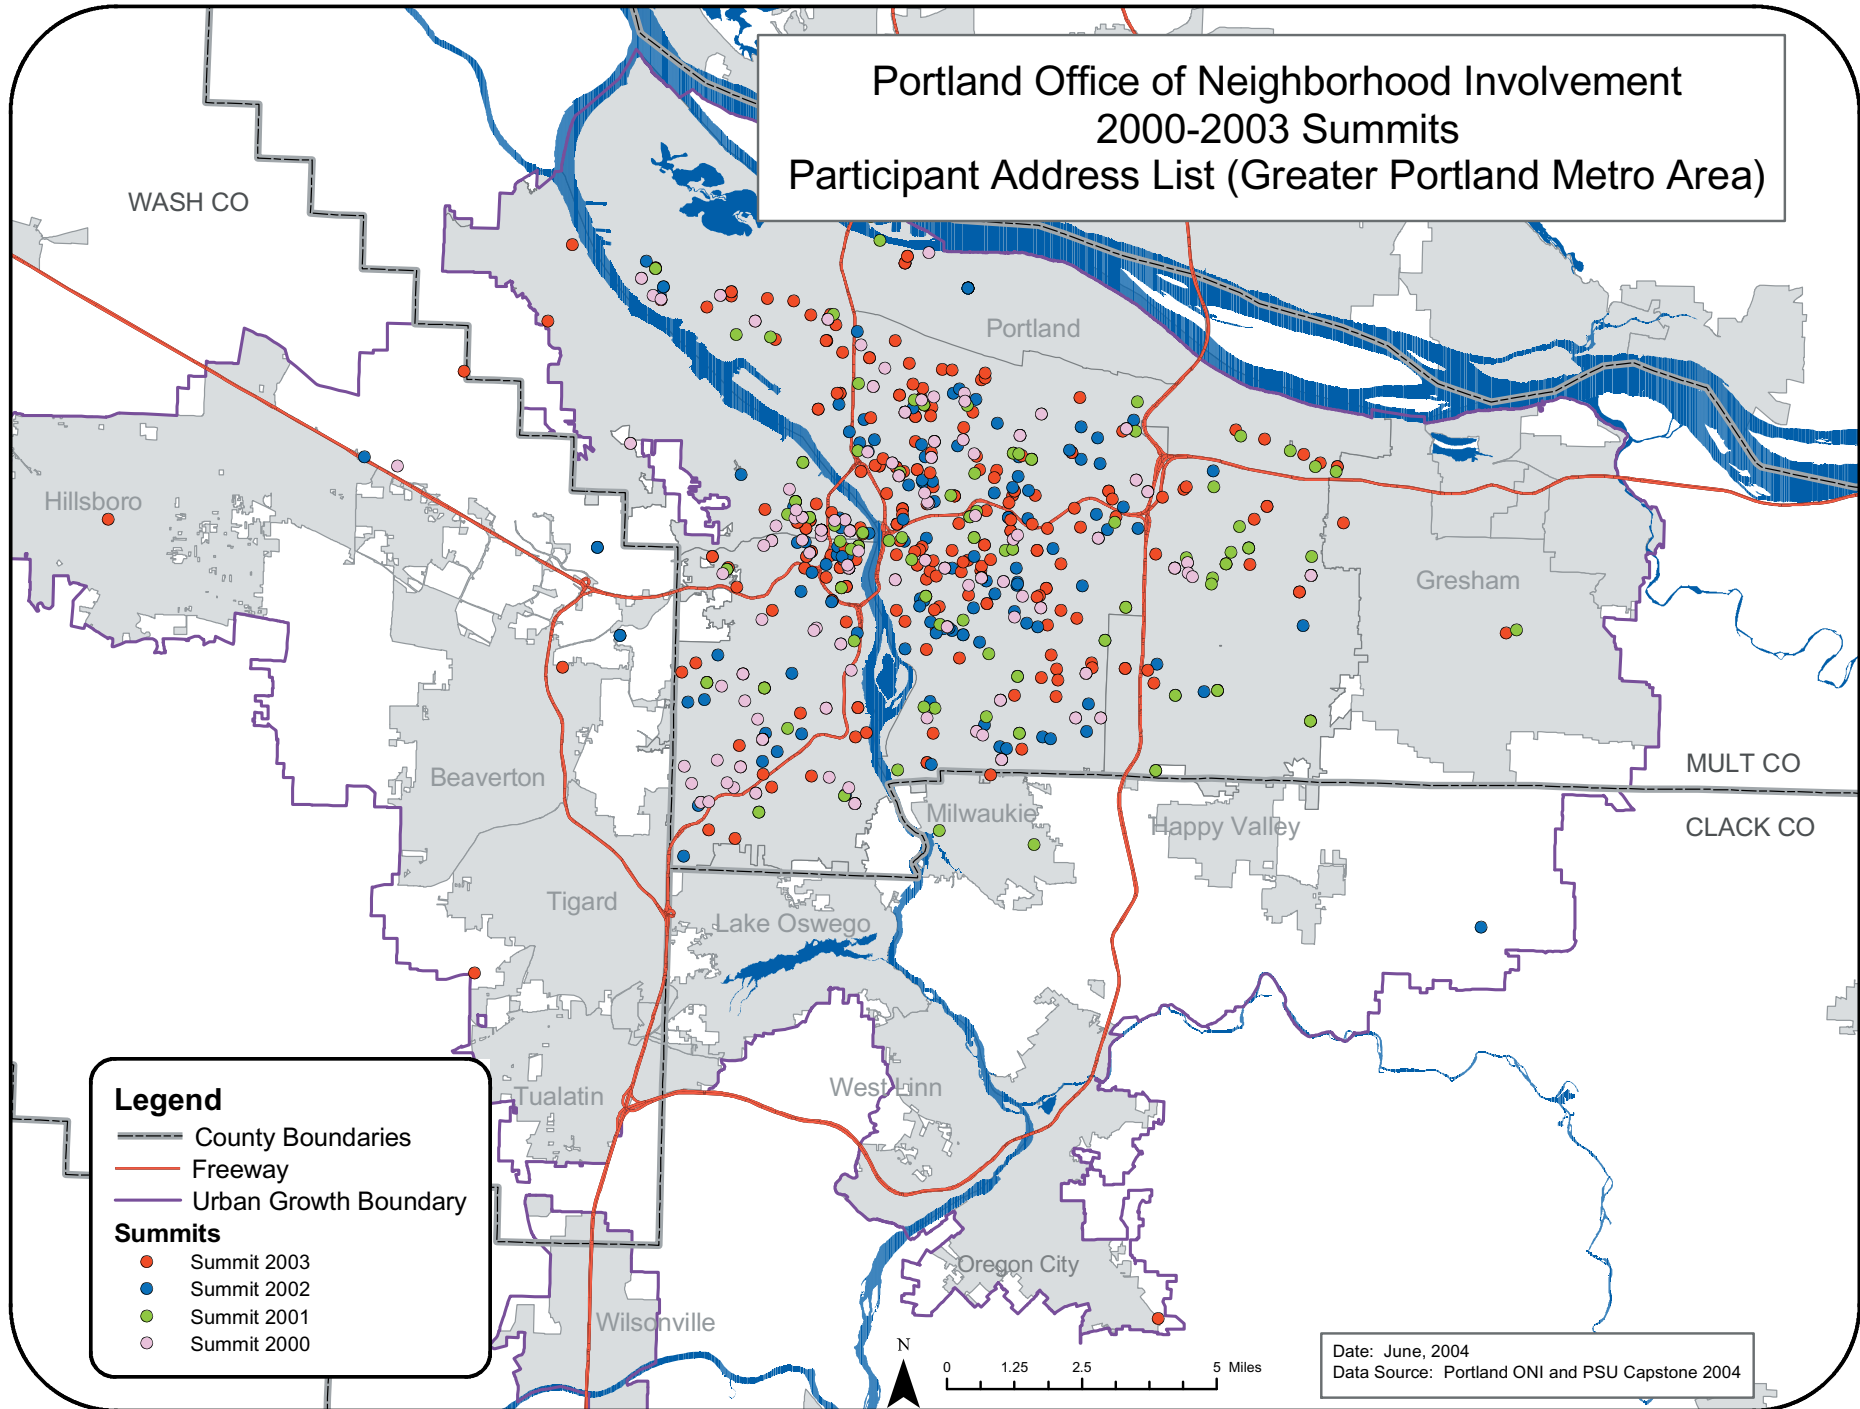 Portland Office of Neighborhood Involvement
2000-2003 Summits
Participant Address List (Greater Portland Metro Area)
WASH CO
Portland
Hillsboro
Gresham
Beaverton
MULT CO
Milwaukie
Happy Valley
CLACK CO
Tigard
Lake Oswego
West Linn
Tualatin
Oregon City
Wilsonville
Legend
County Boundaries
Freeway
Urban Growth Boundary
Summits
Summit 2003
Summit 2002
Summit 2001
Summit 2000
N
0 1.25 2.5 5 Miles
Date: June, 2004
Data Source: Portland ONI and PSU Capstone 2004